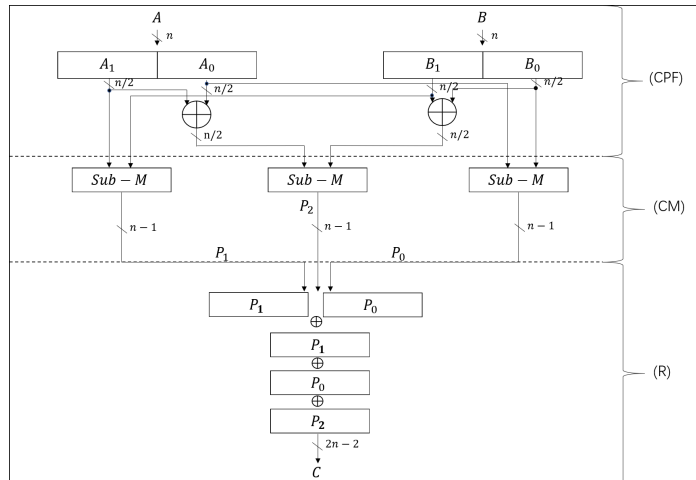 A B
n n
A₁ A₀ B₁ B₀
n/2 n/2 n/2 n/2
(CPF)
⊕ ⊕
n/2 n/2
Sub − M Sub − M Sub − M
P₂
(CM)
n − 1 n − 1 n − 1
P₁ P₀
P₁ P₀
⊕
P₁
⊕
P₀
(R)
⊕
P₂
2n − 2
C